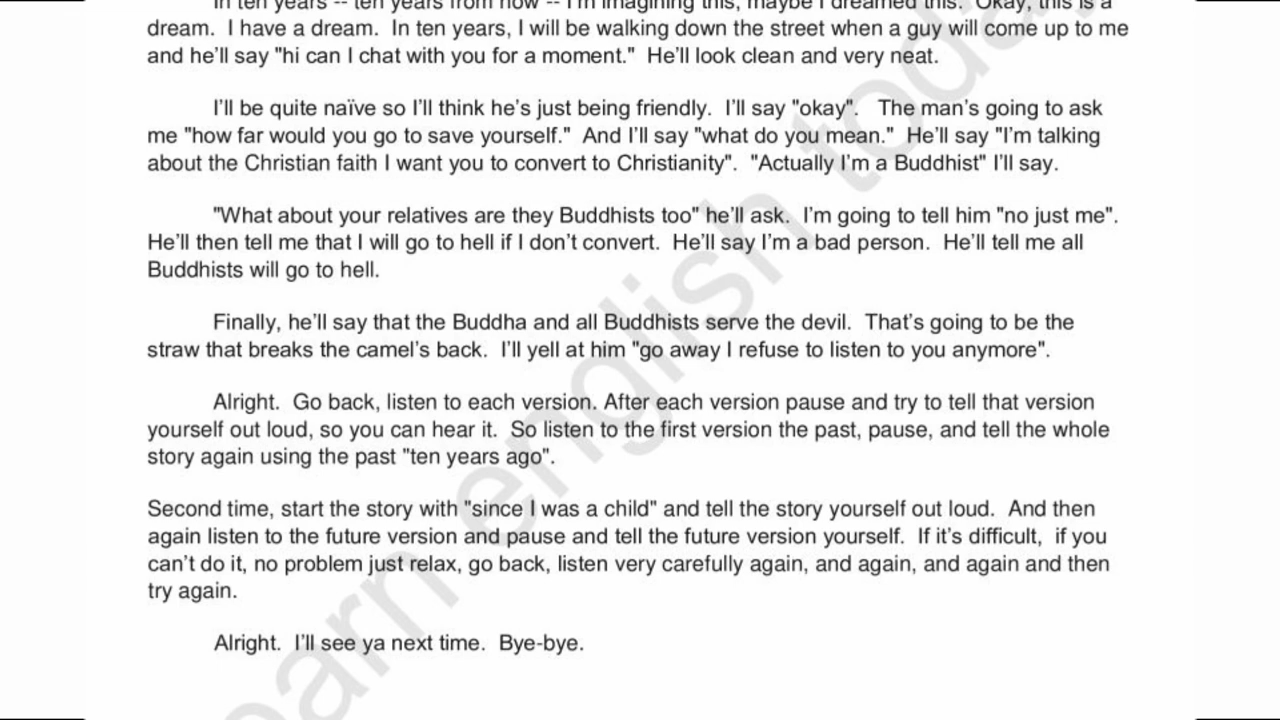 In ten years -- ten years from now -- I'm imagining this, maybe I dreamed this. Okay, this is a
dream.  I have a dream.  In ten years, I will be walking down the street when a guy will come up to me
and he’ll say "hi can I chat with you for a moment."  He’ll look clean and very neat.
I’ll be quite naïve so I’ll think he’s just being friendly.  I’ll say "okay".   The man’s going to ask
me "how far would you go to save yourself."  And I’ll say "what do you mean."  He’ll say "I’m talking
about the Christian faith I want you to convert to Christianity".  "Actually I’m a Buddhist" I’ll say.
"What about your relatives are they Buddhists too" he’ll ask.  I’m going to tell him "no just me".
He’ll then tell me that I will go to hell if I don’t convert.  He’ll say I’m a bad person.  He’ll tell me all
Buddhists will go to hell.
Finally, he’ll say that the Buddha and all Buddhists serve the devil.  That’s going to be the
straw that breaks the camel’s back.  I’ll yell at him "go away I refuse to listen to you anymore".
Alright.  Go back, listen to each version. After each version pause and try to tell that version
yourself out loud, so you can hear it.  So listen to the first version the past, pause, and tell the whole
story again using the past "ten years ago".
Second time, start the story with "since I was a child" and tell the story yourself out loud.  And then
again listen to the future version and pause and tell the future version yourself.  If it’s difficult,  if you
can’t do it, no problem just relax, go back, listen very carefully again, and again, and again and then
try again.
Alright.  I’ll see ya next time.  Bye-bye.
earn english today